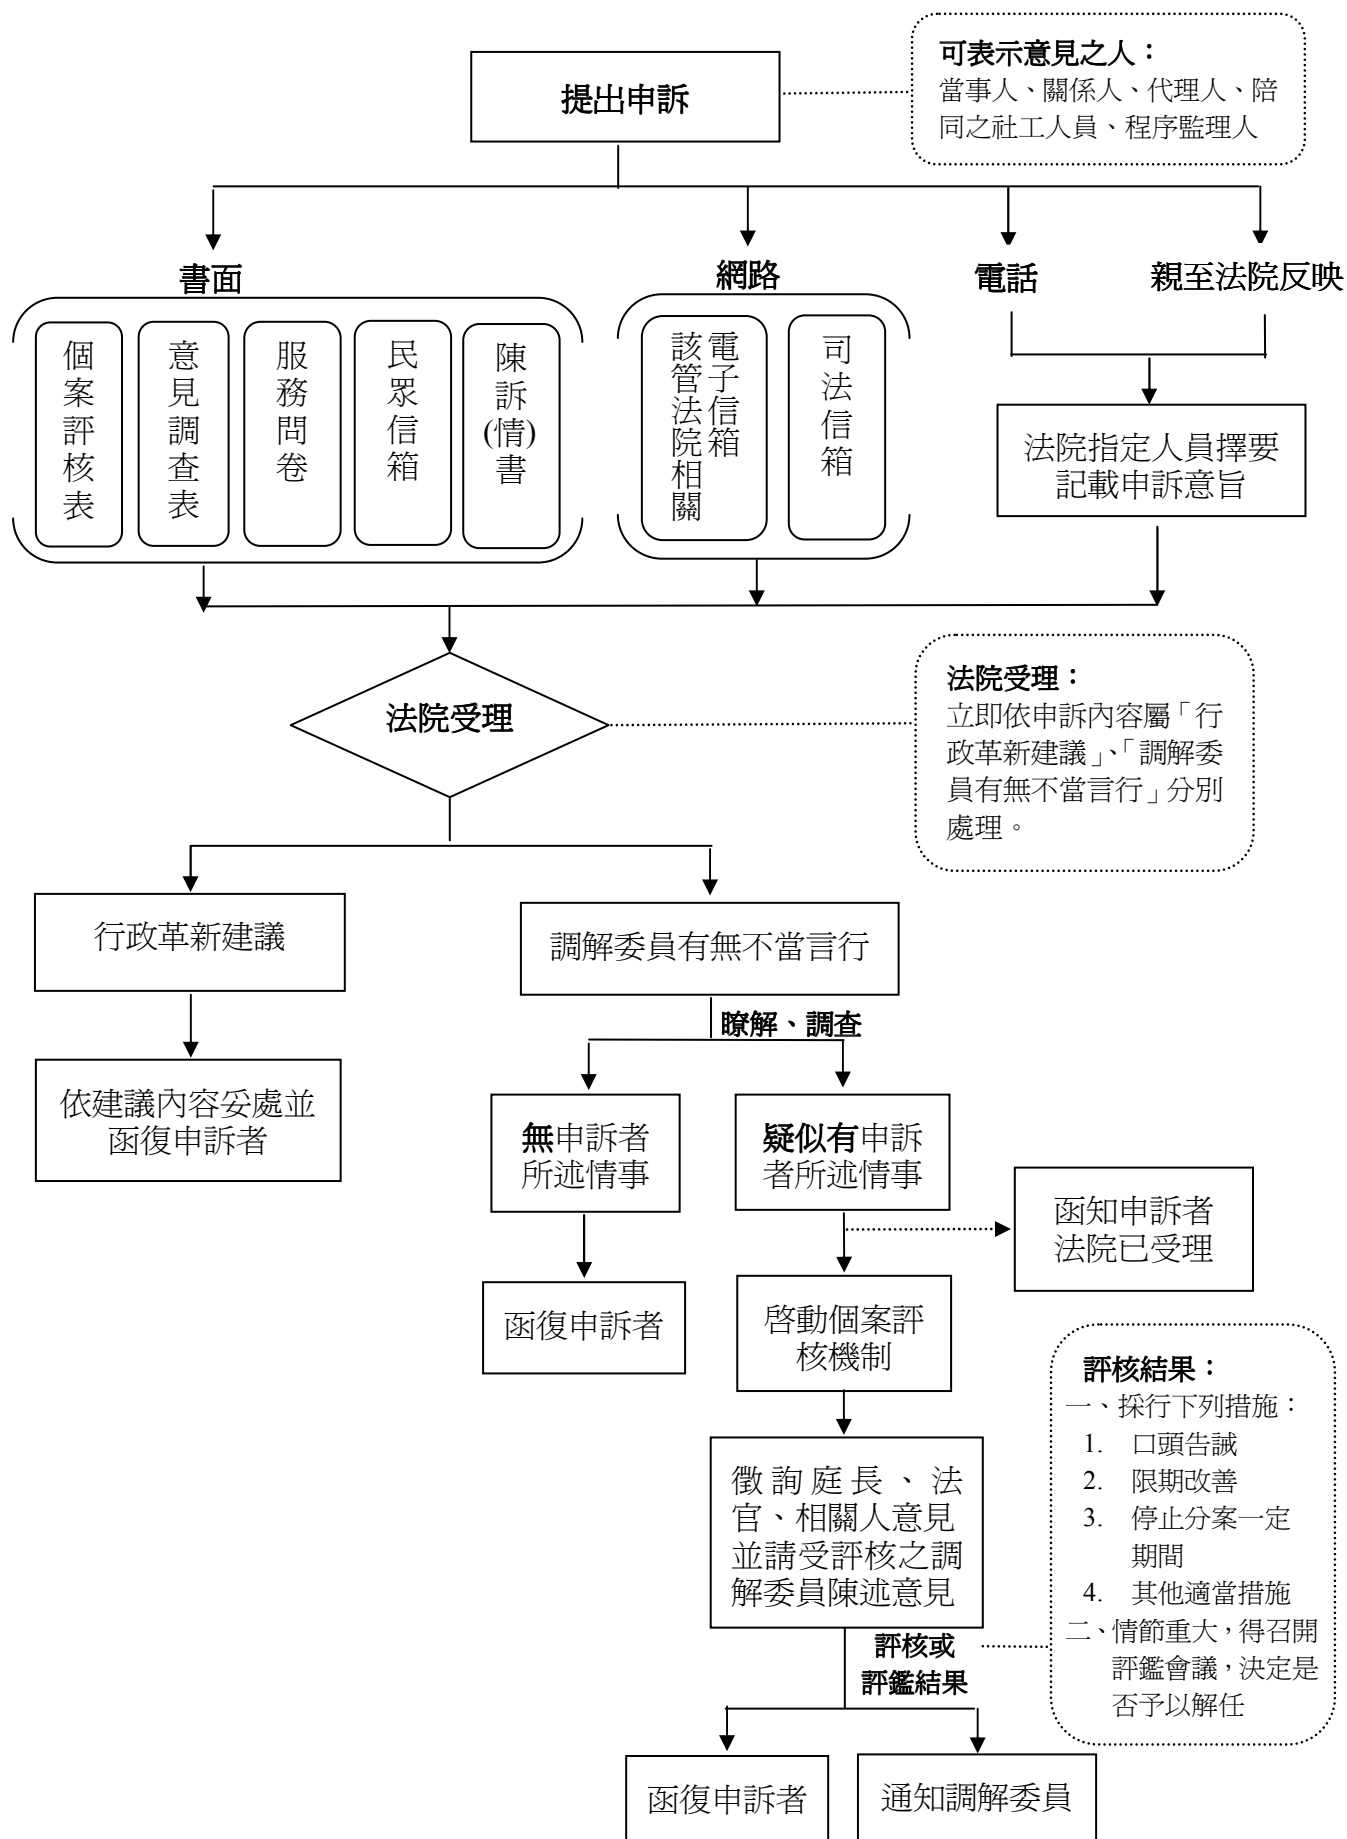 提出申訴
可表示意見之人：
當事人、關係人、代理人、陪
同之社工人員、程序監理人
書面
網路
電話
親至法院反映
個案評核表
意見調查表
服務問卷
民眾信箱
陳訴(情)書
該管法院相關
電子信箱
司法信箱
法院指定人員擇要
記載申訴意旨
法院受理
法院受理：
立即依申訴內容屬「行
政革新建議」、「調解委
員有無不當言行」分別
處理。
行政革新建議
調解委員有無不當言行
瞭解、調查
依建議內容妥處並
函復申訴者
無申訴者
所述情事
疑似有申訴
者所述情事
函知申訴者
法院已受理
函復申訴者
啓動個案評
核機制
評核結果：
一、採行下列措施：
1. 口頭告誡
2. 限期改善
3. 停止分案一定
期間
4. 其他適當措施
二、情節重大，得召開
評鑑會議，決定是
否予以解任
徵詢庭長、法
官、相關人意見
並請受評核之調
解委員陳述意見
評核或
評鑑結果
函復申訴者
通知調解委員